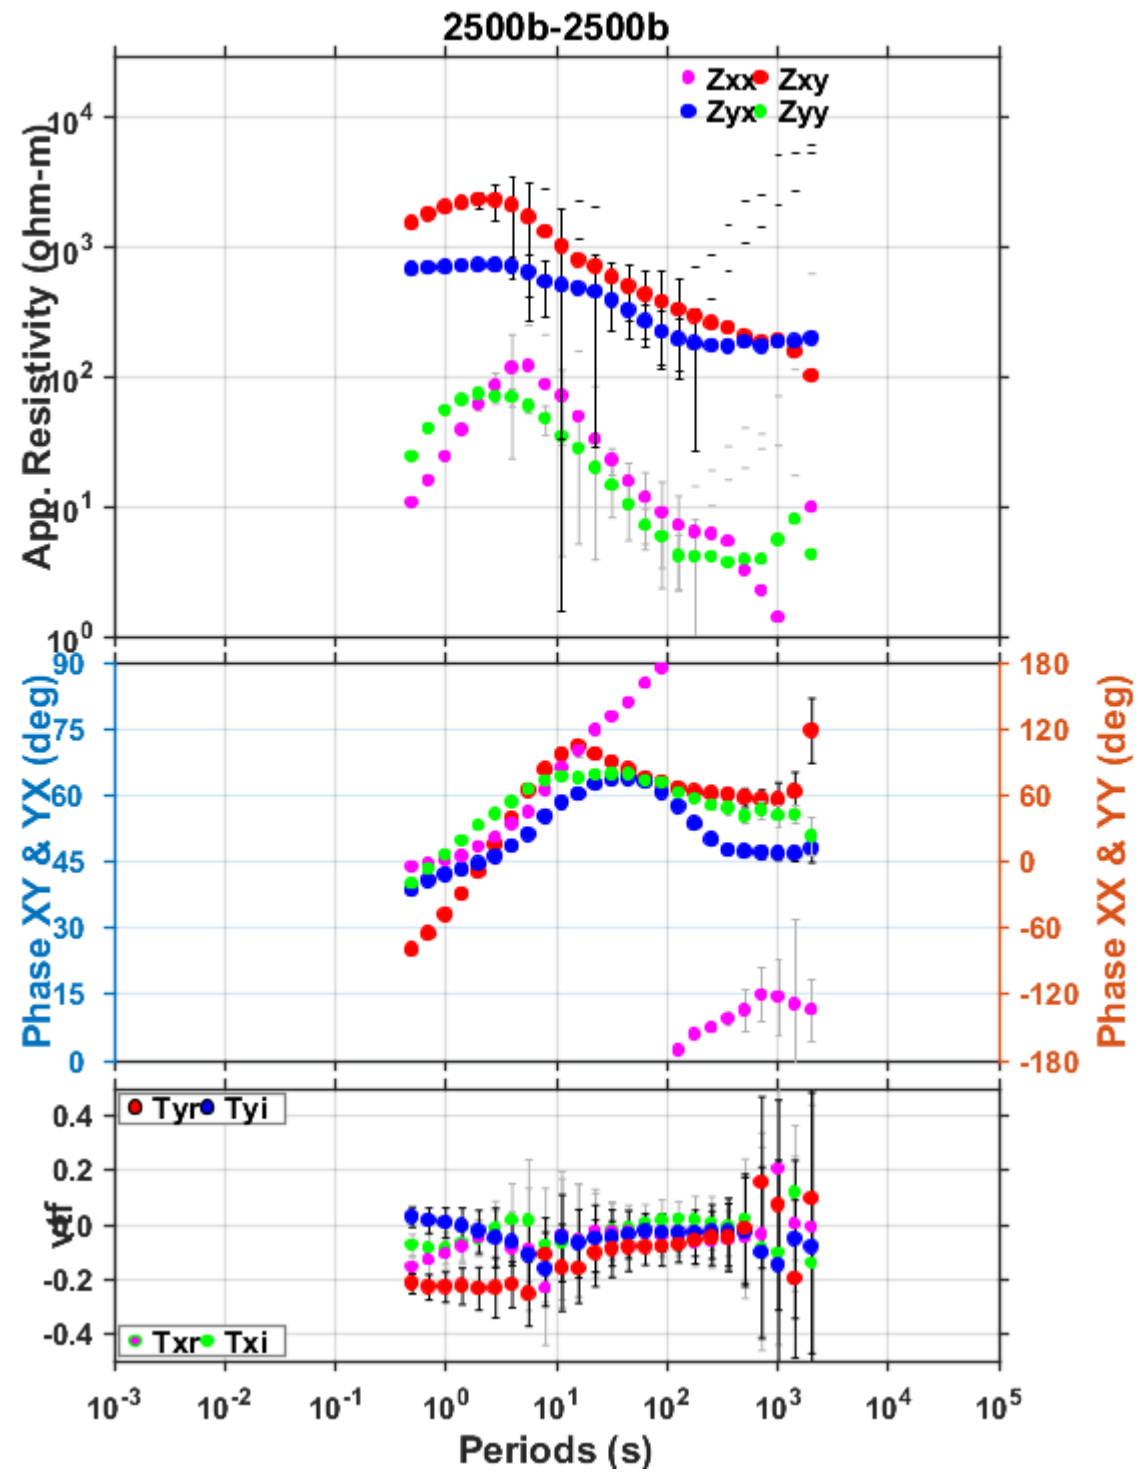 2500b-2500b
Zxx Zxy
Zyx Zyy
App. Resistivity (ohm-m)
10^4
10^3
10^2
10^1
10^0
Phase XY & YX (deg)
90
75
60
45
30
15
0
Phase XX & YY (deg)
180
120
60
0
-60
-120
-180
Tyr Tyi
vtf
0.4
0.2
0.0
-0.2
-0.4
Txr Txi
10^-3 10^-2 10^-1 10^0 10^1 10^2 10^3 10^4 10^5
Periods (s)